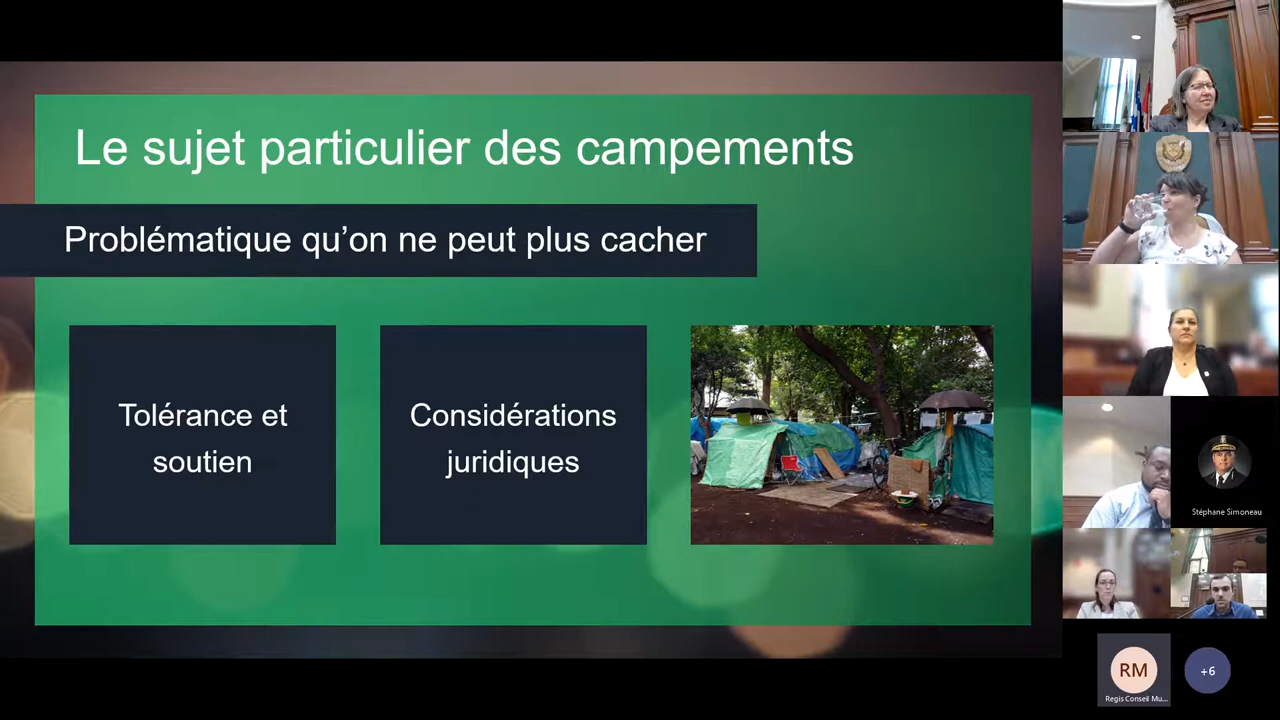 Le sujet particulier des campements
Problématique qu'on ne peut plus cacher
Tolérance et
soutien
Considérations
juridiques
Stéphane Simoneau
RM
Regis Conseil Mu...
+6